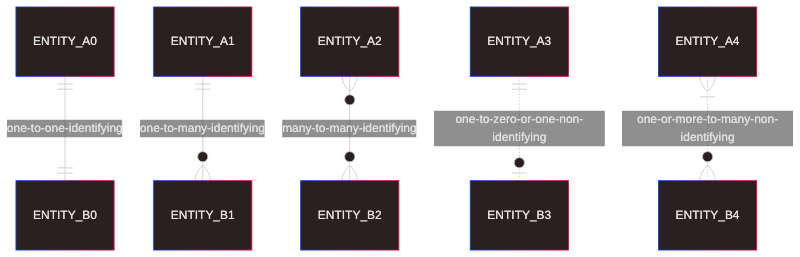 ENTITY_A0
ENTITY_A1
ENTITY_A2
ENTITY_A3
ENTITY_A4
one-to-one-identifying
one-to-many-identifying
many-to-many-identifying
one-to-zero-or-one-non-
identifying
one-or-more-to-many-non-
identifying
ENTITY_B0
ENTITY_B1
ENTITY_B2
ENTITY_B3
ENTITY_B4